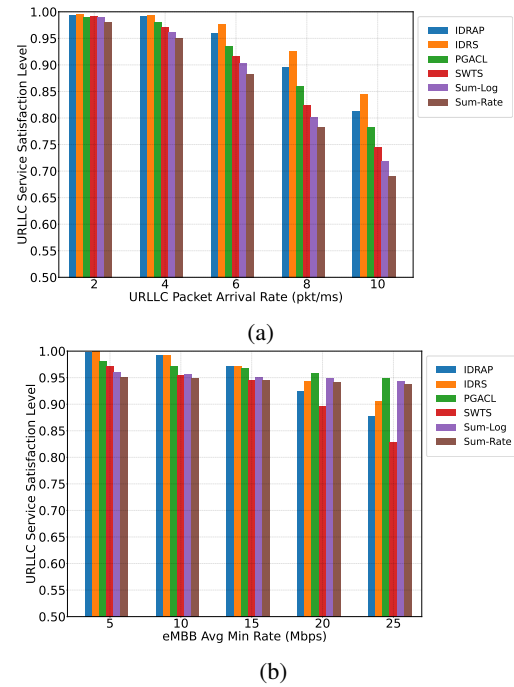 1.00
0.95
0.90
0.85
0.80
0.75
0.70
0.65
0.60
0.55
0.50
URLLC Service Satisfaction Level
2 4 6 8 10
URLLC Packet Arrival Rate (pkt/ms)
IDRAP
IDRS
PGACL
SWTS
Sum-Log
Sum-Rate
(a)
1.00
0.95
0.90
0.85
0.80
0.75
0.70
0.65
0.60
0.55
0.50
URLLC Service Satisfaction Level
5 10 15 20 25
eMBB Avg Min Rate (Mbps)
IDRAP
IDRS
PGACL
SWTS
Sum-Log
Sum-Rate
(b)